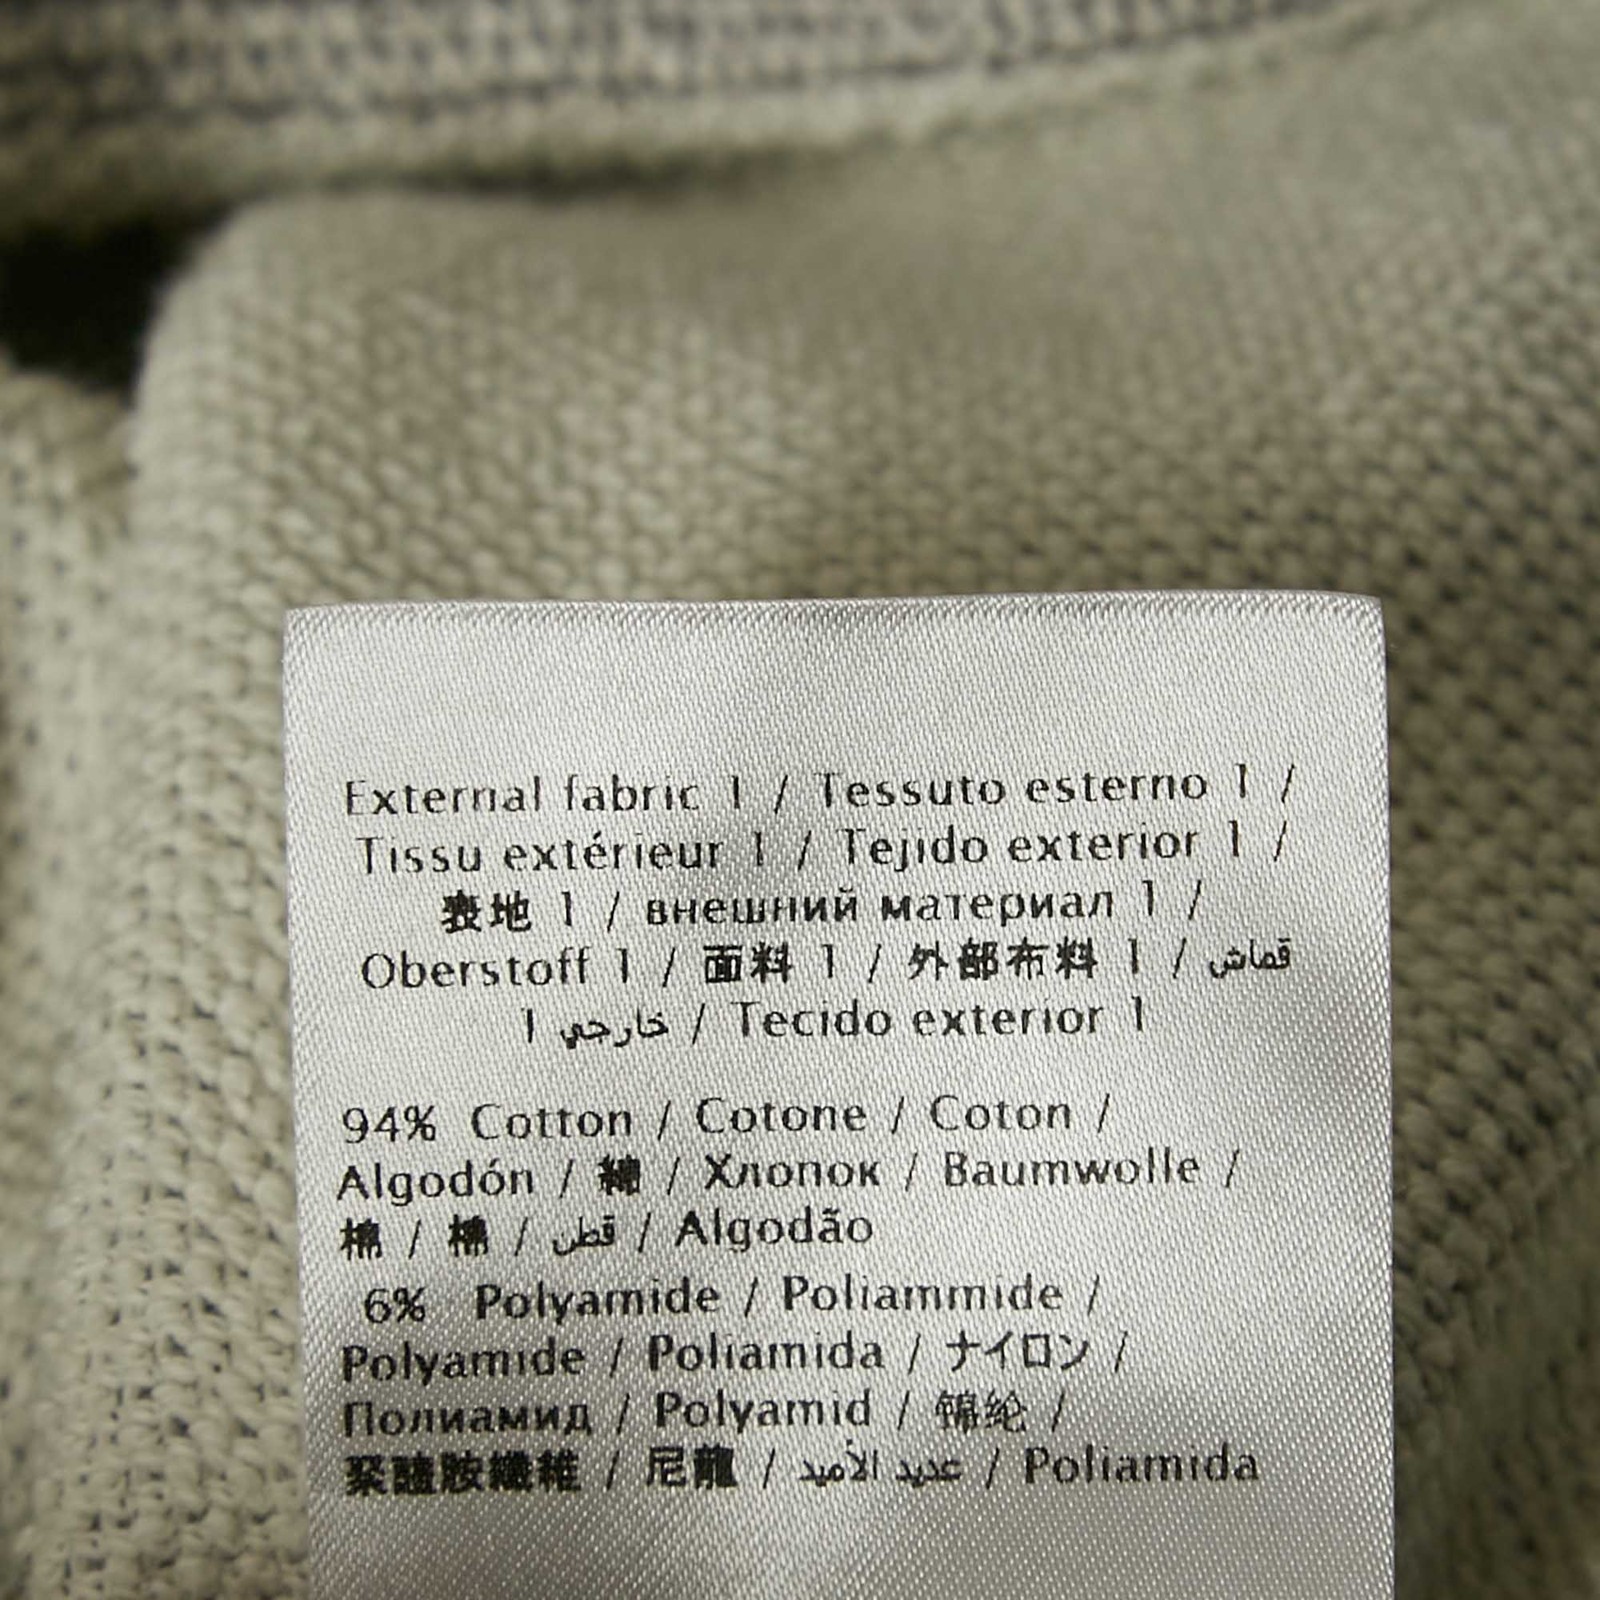 External fabric 1 / Tessuto esterno 1 /
Tissu extérieur 1 / Tejido exterior 1 /
表地 1 / внешний материал 1 /
Oberstoff 1 / 面料 1 / 外部布料 1 / قماش
خارجي 1 / Tecido exterior 1
94% Cotton / Cotone / Coton /
Algodón / 綿 / Хлопок / Baumwolle /
棉 / 棉 / قطن / Algodão
6% Polyamide / Poliammide /
Polyamide / Poliamida / ナイロン /
Полиамид / Polyamid / 锦纶 /
聚醯胺纖維 / 尼龍 / عديد الأميد / Poliamida